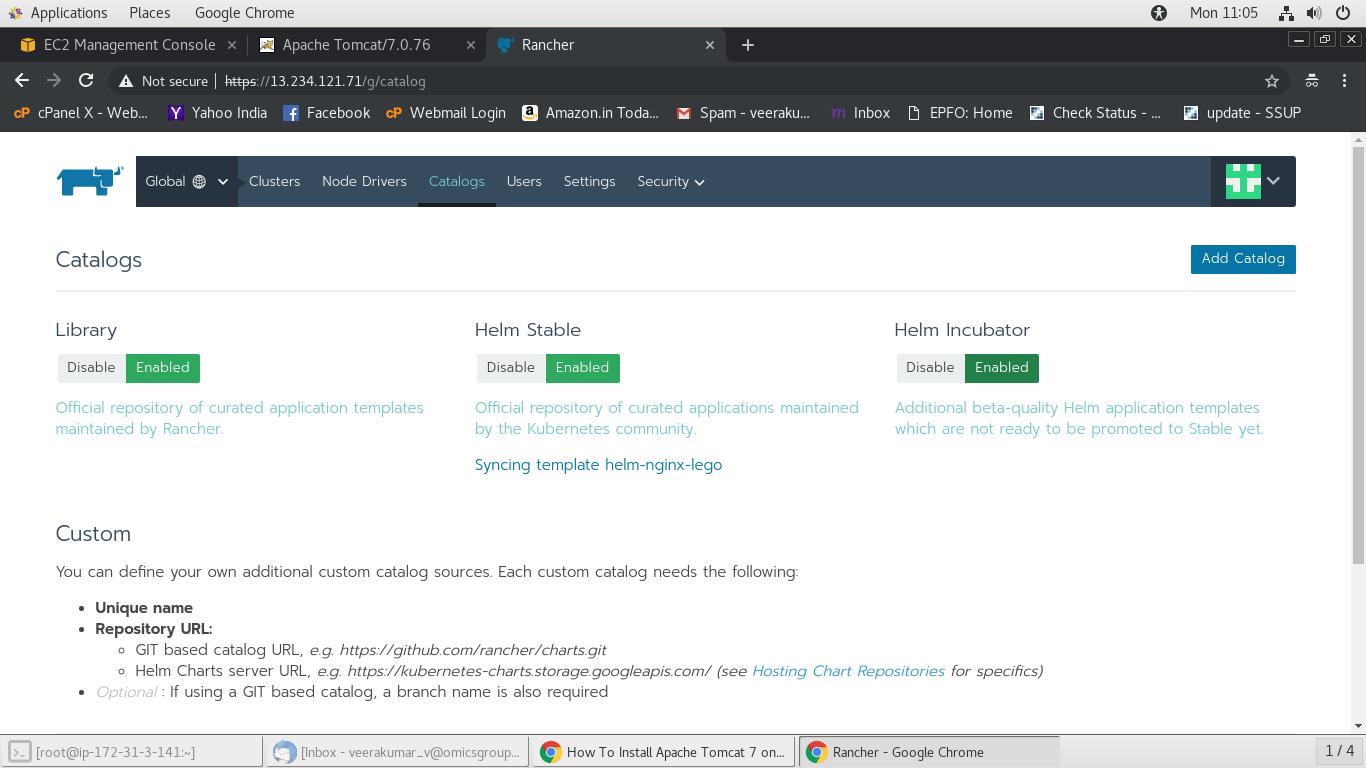 Applications Places Google Chrome Mon 11:05
EC2 Management Console Apache Tomcat/7.0.76 Rancher
Not secure https://13.234.121.71/g/catalog
cP cPanel X - Web... Yahoo India Facebook cP Webmail Login Amazon.in Toda... Spam - veeraku... m Inbox EPFO: Home Check Status - ... update - SSUP
Global Clusters Node Drivers Catalogs Users Settings Security
Catalogs Add Catalog
Library Helm Stable Helm Incubator
Disable Enabled Disable Enabled Disable Enabled
Official repository of curated application templates Official repository of curated applications maintained Additional beta-quality Helm application templates
maintained by Rancher. by the Kubernetes community. which are not ready to be promoted to Stable yet.
Syncing template helm-nginx-lego
Custom
You can define your own additional custom catalog sources. Each custom catalog needs the following:
Unique name
Repository URL:
GIT based catalog URL, e.g. https://github.com/rancher/charts.git
Helm Charts server URL, e.g. https://kubernetes-charts.storage.googleapis.com/ (see Hosting Chart Repositories for specifics)
Optional : If using a GIT based catalog, a branch name is also required
[root@ip-172-31-3-141:~] [Inbox - veerakumar_v@omicsgroup... How To Install Apache Tomcat 7 on... Rancher - Google Chrome 1 / 4